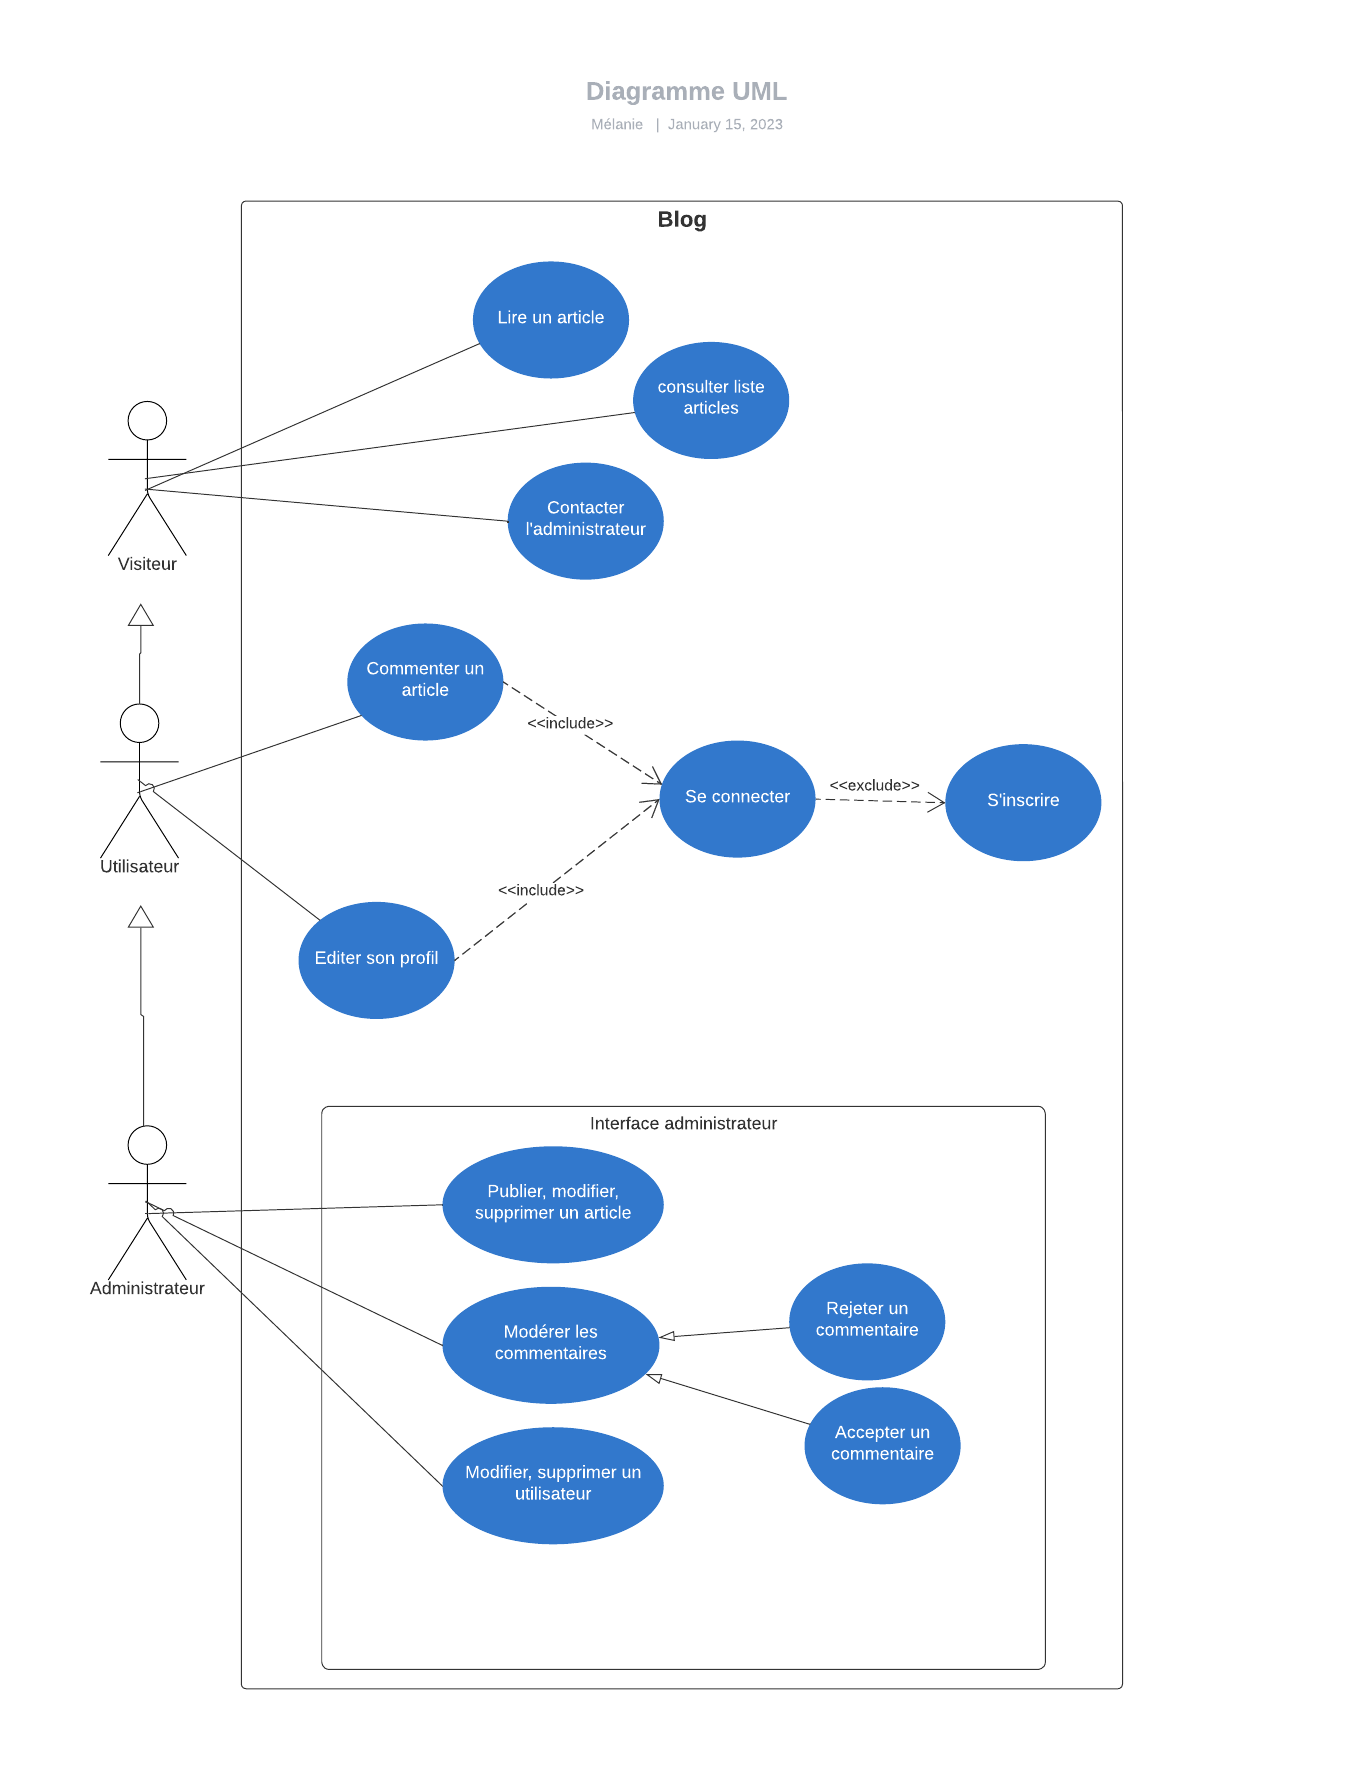 Diagramme UML
Mélanie | January 15, 2023
Blog
Lire un article
consulter liste
articles
Contacter
l'administrateur
Visiteur
Commenter un
article
<<include>>
Se connecter
<<exclude>>
S'inscrire
Utilisateur
<<include>>
Editer son profil
Interface administrateur
Publier, modifier,
supprimer un article
Administrateur
Modérer les
commentaires
Rejeter un
commentaire
Accepter un
commentaire
Modifier, supprimer un
utilisateur